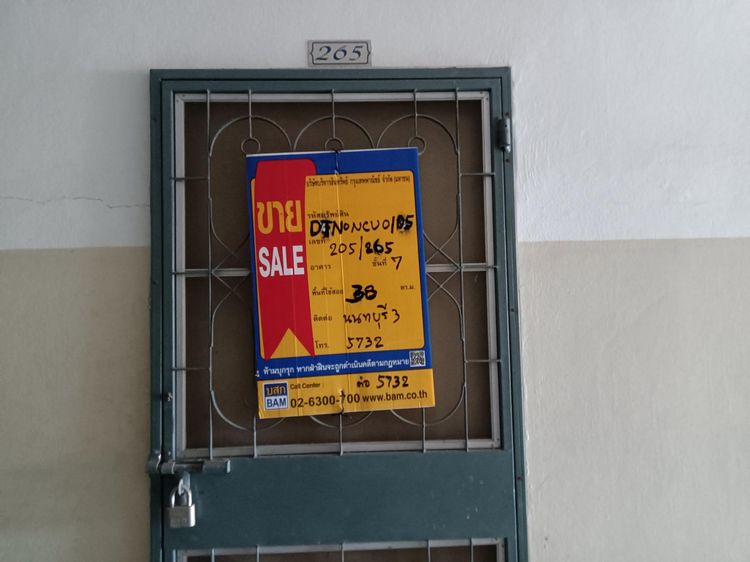 265
บริษัทบริหารสินทรัพย์ กรุงเทพพาณิชย์ จำกัด (มหาชน)
ขาย
SALE
รหัสทรัพย์สิน
DJNONCU01/05
เลขที่ 205/265
อาคาร ชั้นที่ 7
พื้นที่ใช้สอย 38 ตร.ม.
ติดต่อ นนทบุรี 3
โทร. 5732
ห้ามบุกรุก หากฝ่าฝืนจะถูกดำเนินคดีตามกฎหมาย
บสก
BAM
Call Center : ต่อ 5732
02-6300-700 www.bam.co.th